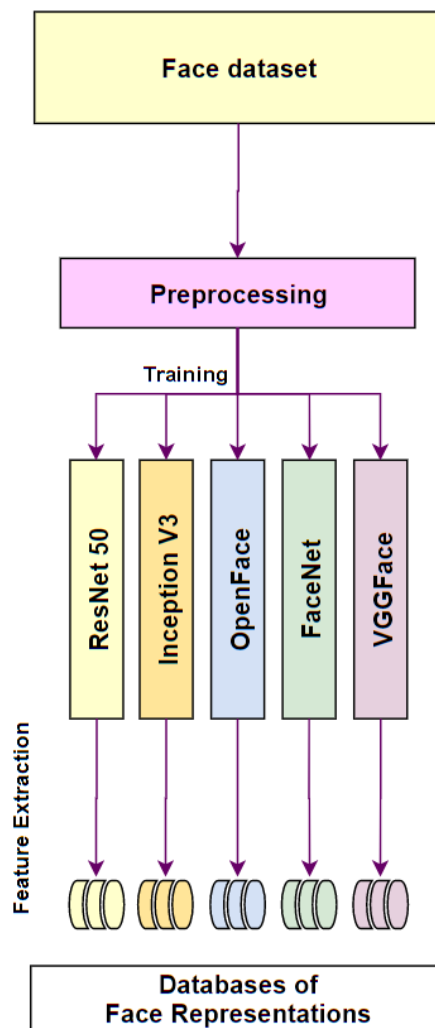 Face dataset
Preprocessing
Training
ResNet 50
Inception V3
OpenFace
FaceNet
VGGFace
Feature Extraction
Databases of
Face Representations